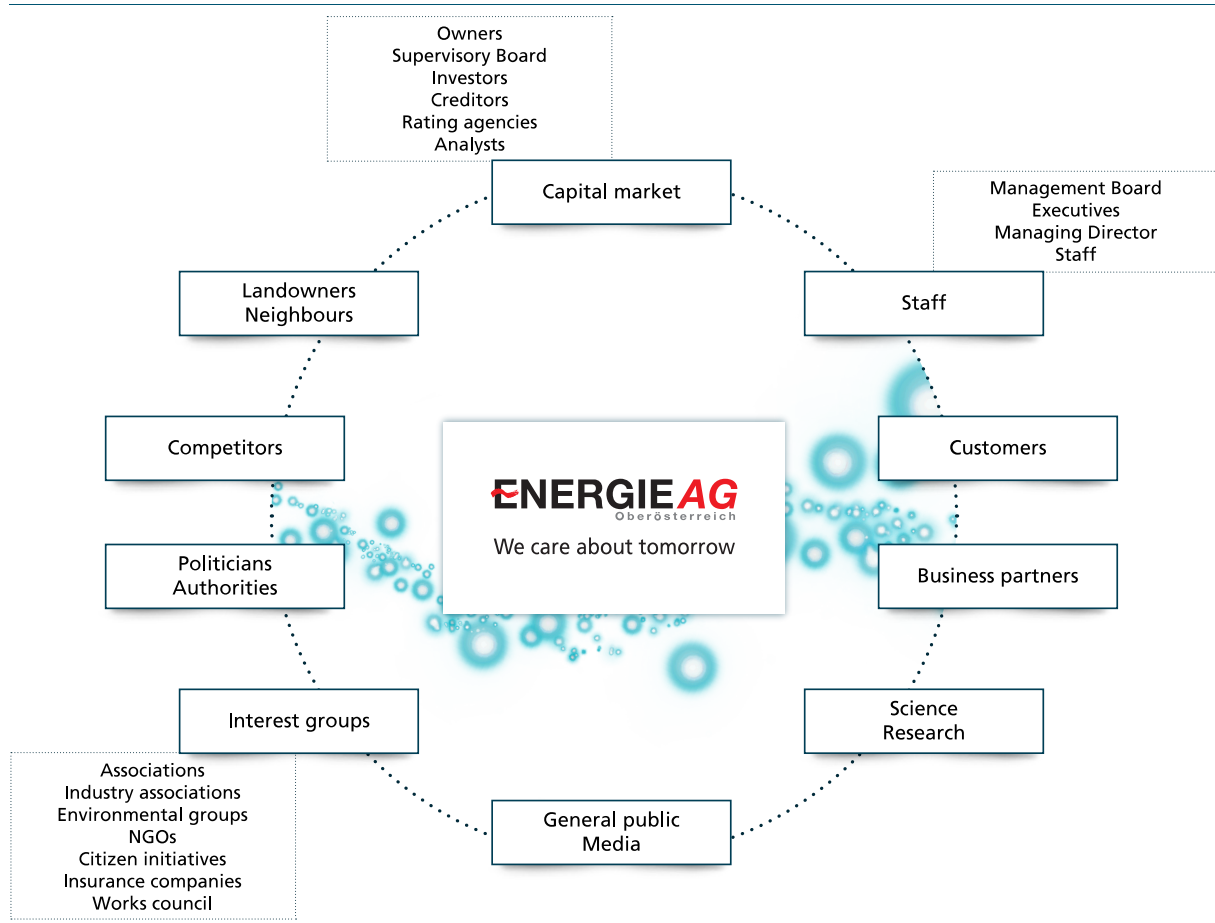 Owners
Supervisory Board
Investors
Creditors
Rating agencies
Analysts
Capital market
Management Board
Executives
Managing Director
Staff
Staff
Landowners
Neighbours
Competitors
Customers
ENERGIEAG
Oberösterreich
We care about tomorrow
Politicians
Authorities
Business partners
Interest groups
Science
Research
Associations
Industry associations
Environmental groups
NGOs
Citizen initiatives
Insurance companies
Works council
General public
Media